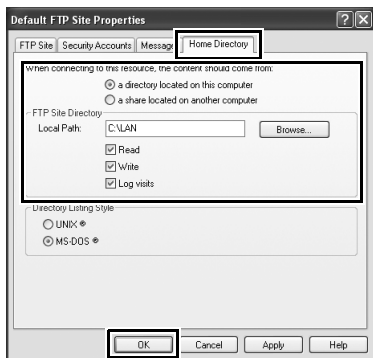 Default FTP Site Properties
FTP Site Security Accounts Message Home Directory
When connecting to this resource, the content should come from:
a directory located on this computer
a share located on another computer
FTP Site Directory
Local Path: C:\LAN Browse...
Read
Write
Log visits
Directory Listing Style
UNIX ®
MS-DOS ®
OK Cancel Apply Help